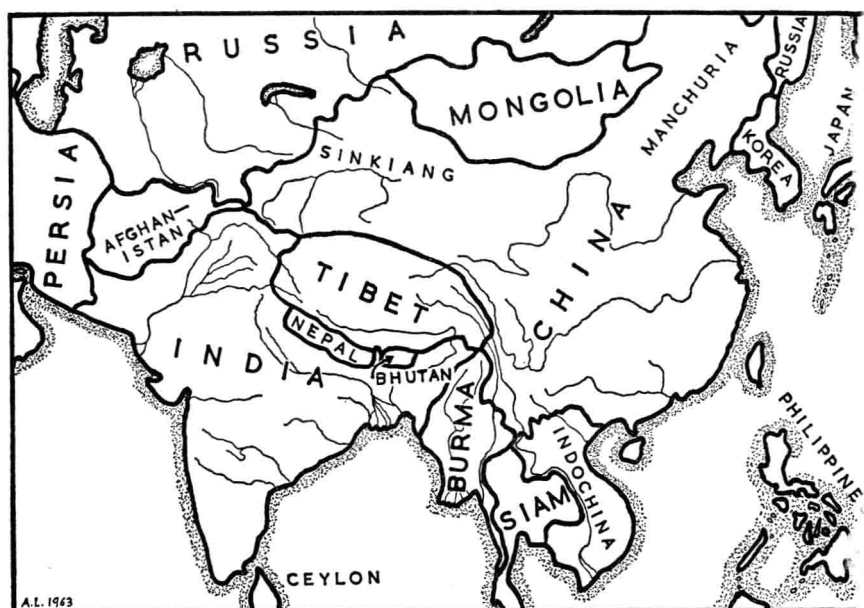 RUSSIA
MONGOLIA
MANCHURIA
RUSSIA
KOREA
JAPAN
SINKIANG
PERSIA
AFGHAN-
ISTAN
TIBET
CHINA
INDIA
NEPAL
BHUTAN
BURMA
SIAM
INDOCHINA
PHILIPPINE
CEYLON
A.L. 1963